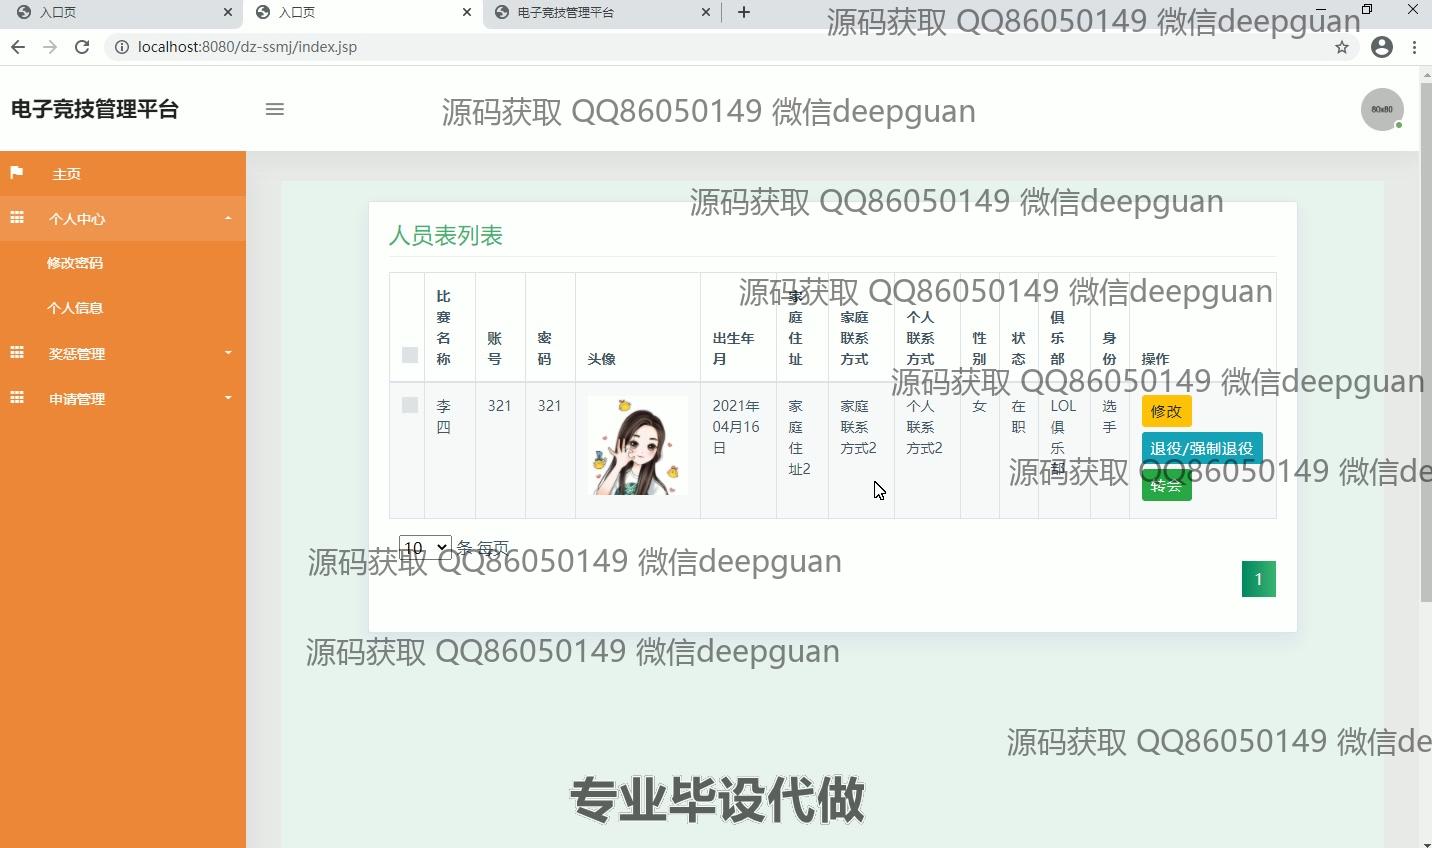 入口页
入口页
电子竞技管理平台
源码获取 QQ86050149 微信deepguan
localhost:8080/dz-ssmj/index.jsp
电子竞技管理平台
源码获取 QQ86050149 微信deepguan
80x80
主页
个人中心
修改密码
个人信息
奖惩管理
申请管理
源码获取 QQ86050149 微信deepguan
人员表列表
源码获取 QQ86050149 微信deepguan
比赛名称
账号
密码
头像
出生年月
家庭住址
家庭联系方式
个人联系方式
性别
状态
俱乐部
身份
操作
源码获取 QQ86050149 微信deepguan
李四
321
321
2021年04月16日
家庭住址2
家庭联系方式2
个人联系方式2
女
在职
LOL俱乐部
选手
修改
退役/强制退役
转会
源码获取 QQ86050149 微信de
10 条 每页
源码获取 QQ86050149 微信deepguan
1
源码获取 QQ86050149 微信deepguan
源码获取 QQ86050149 微信de
专业毕设代做